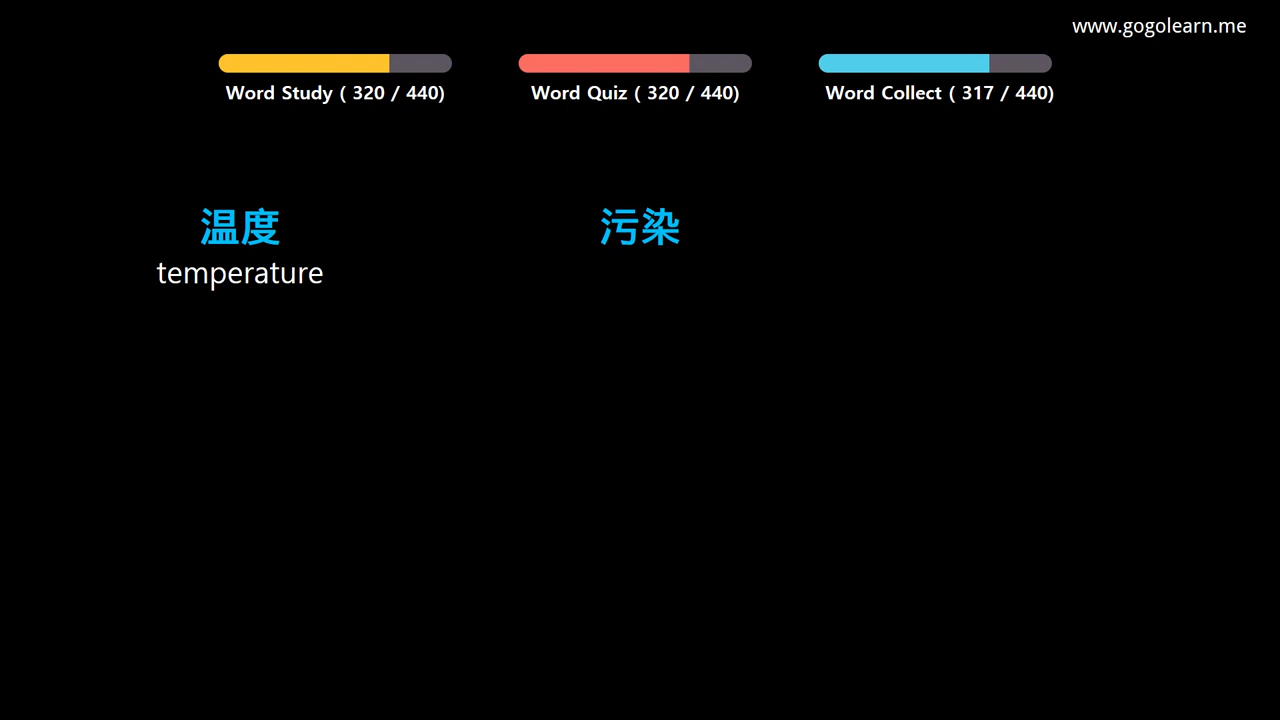 www.gogolearn.me
Word Study ( 320 / 440)
Word Quiz ( 320 / 440)
Word Collect ( 317 / 440)
温度
temperature
污染